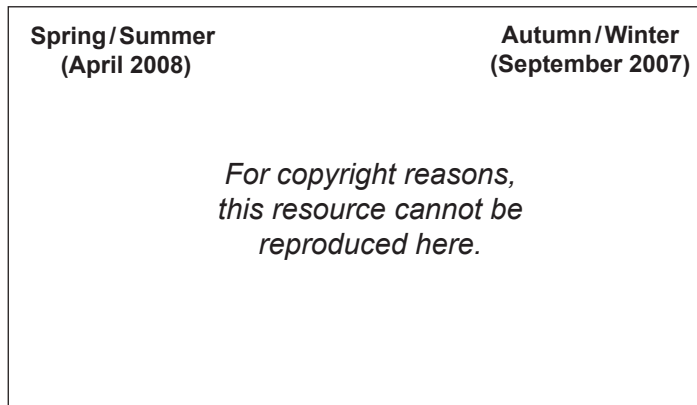 Spring/Summer
(April 2008)
Autumn/Winter
(September 2007)
For copyright reasons,
this resource cannot be
reproduced here.